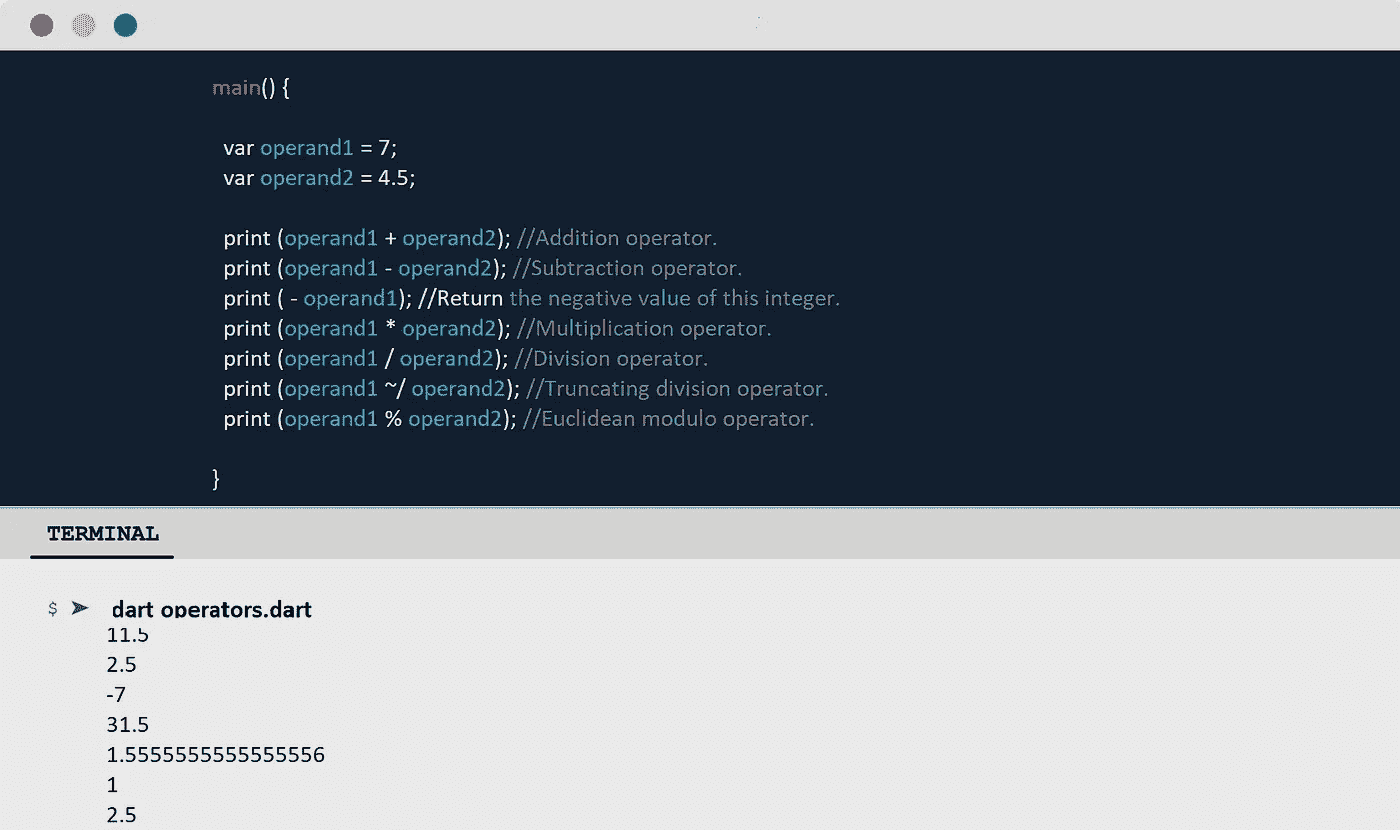 main() {
var operand1 = 7;
var operand2 = 4.5;
print (operand1 + operand2); //Addition operator.
print (operand1 - operand2); //Subtraction operator.
print ( - operand1); //Return the negative value of this integer.
print (operand1 * operand2); //Multiplication operator.
print (operand1 / operand2); //Division operator.
print (operand1 ~/ operand2); //Truncating division operator.
print (operand1 % operand2); //Euclidean modulo operator.
}
TERMINAL
$ ➤ dart operators.dart
11.5
2.5
-7
31.5
1.5555555555555556
1
2.5